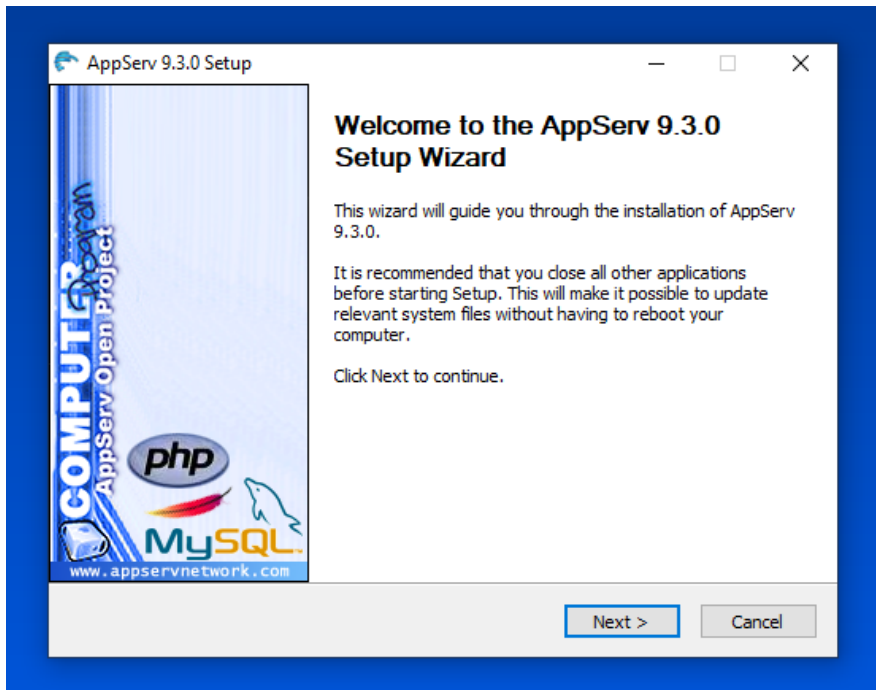 AppServ 9.3.0 Setup
Welcome to the AppServ 9.3.0
Setup Wizard
This wizard will guide you through the installation of AppServ
9.3.0.
It is recommended that you close all other applications
before starting Setup. This will make it possible to update
relevant system files without having to reboot your
computer.
Click Next to continue.
COMPUTER
Program
AppServ Open Project
php
MySQL
www.appservnetwork.com
Next >
Cancel